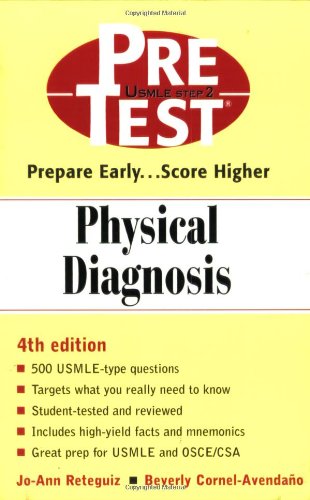 PRE
USMLE STEP 2
TEST®
Prepare Early...Score Higher
Physical
Diagnosis
4th edition
500 USMLE-type questions
Targets what you really need to know
Student-tested and reviewed
Includes high-yield facts and mnemonics
Great prep for USMLE and OSCE/CSA
Jo-Ann Reteguiz ■ Beverly Cornel-Avendaño